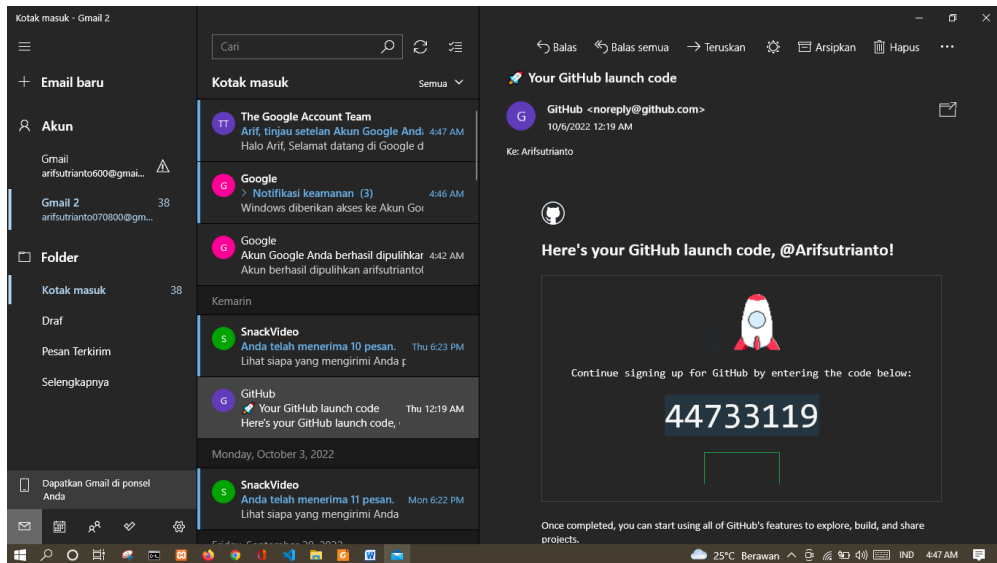 Kotak masuk - Gmail 2
Email baru
Akun
Gmail
arifsutrianto600@gmai...
Gmail 2 38
arifsutrianto070800@gm...
Folder
Kotak masuk 38
Draf
Pesan Terkirim
Selengkapnya
Dapatkan Gmail di ponsel
Anda
Cari
Kotak masuk Semua
TT
The Google Account Team
Arif, tinjau setelan Akun Google Anda 4:47 AM
Halo Arif, Selamat datang di Google d
G
Google
> Notifikasi keamanan (3) 4:46 AM
Windows diberikan akses ke Akun Goo
G
Google
Akun Google Anda berhasil dipulihkan 4:42 AM
Akun berhasil dipulihkan arifsutrianto0
Kemarin
S
SnackVideo
Anda telah menerima 10 pesan. Thu 6:23 PM
Lihat siapa yang mengirimi Anda p
G
GitHub
🚀 Your GitHub launch code Thu 12:19 AM
Here's your GitHub launch code,
Monday, October 3, 2022
S
SnackVideo
Anda telah menerima 11 pesan. Mon 6:22 PM
Lihat siapa yang mengirimi Anda
Balas Balas semua Teruskan Arsipkan Hapus ...
🚀 Your GitHub launch code
G
GitHub <noreply@github.com>
10/6/2022 12:19 AM
Ke: Arifsutrianto
Here's your GitHub launch code, @Arifsutrianto!
Continue signing up for GitHub by entering the code below:
44733119
Once completed, you can start using all of GitHub's features to explore, build, and share
projects.
25°C Berawan IND 4:47 AM